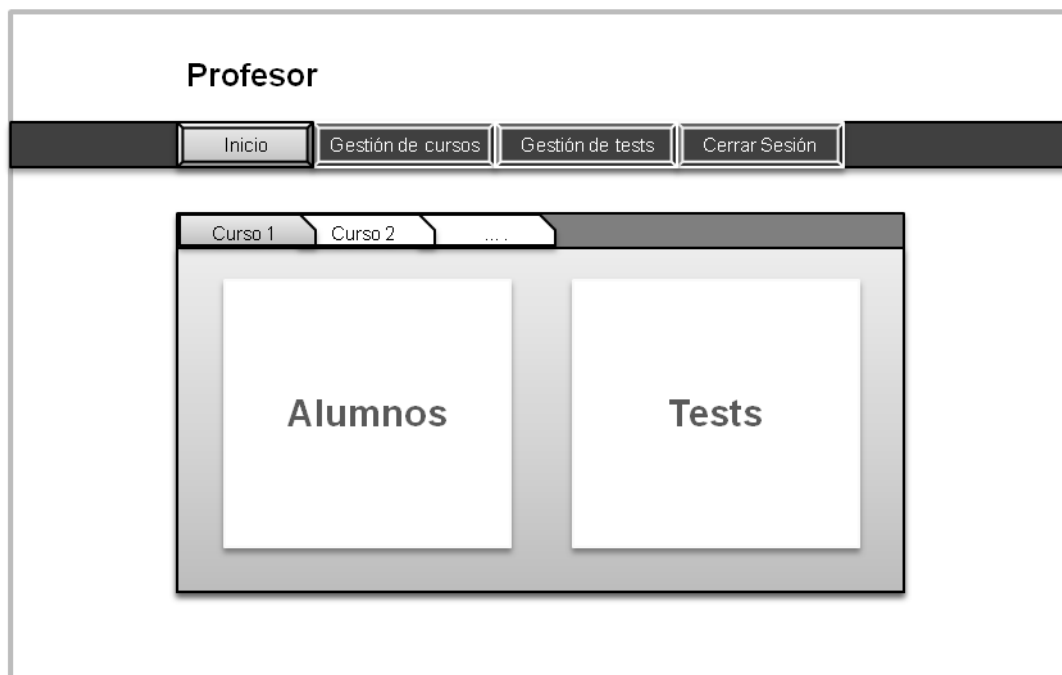 Profesor
Inicio
Gestión de cursos
Gestión de tests
Cerrar Sesión
Curso 1
Curso 2
... .
Alumnos
Tests